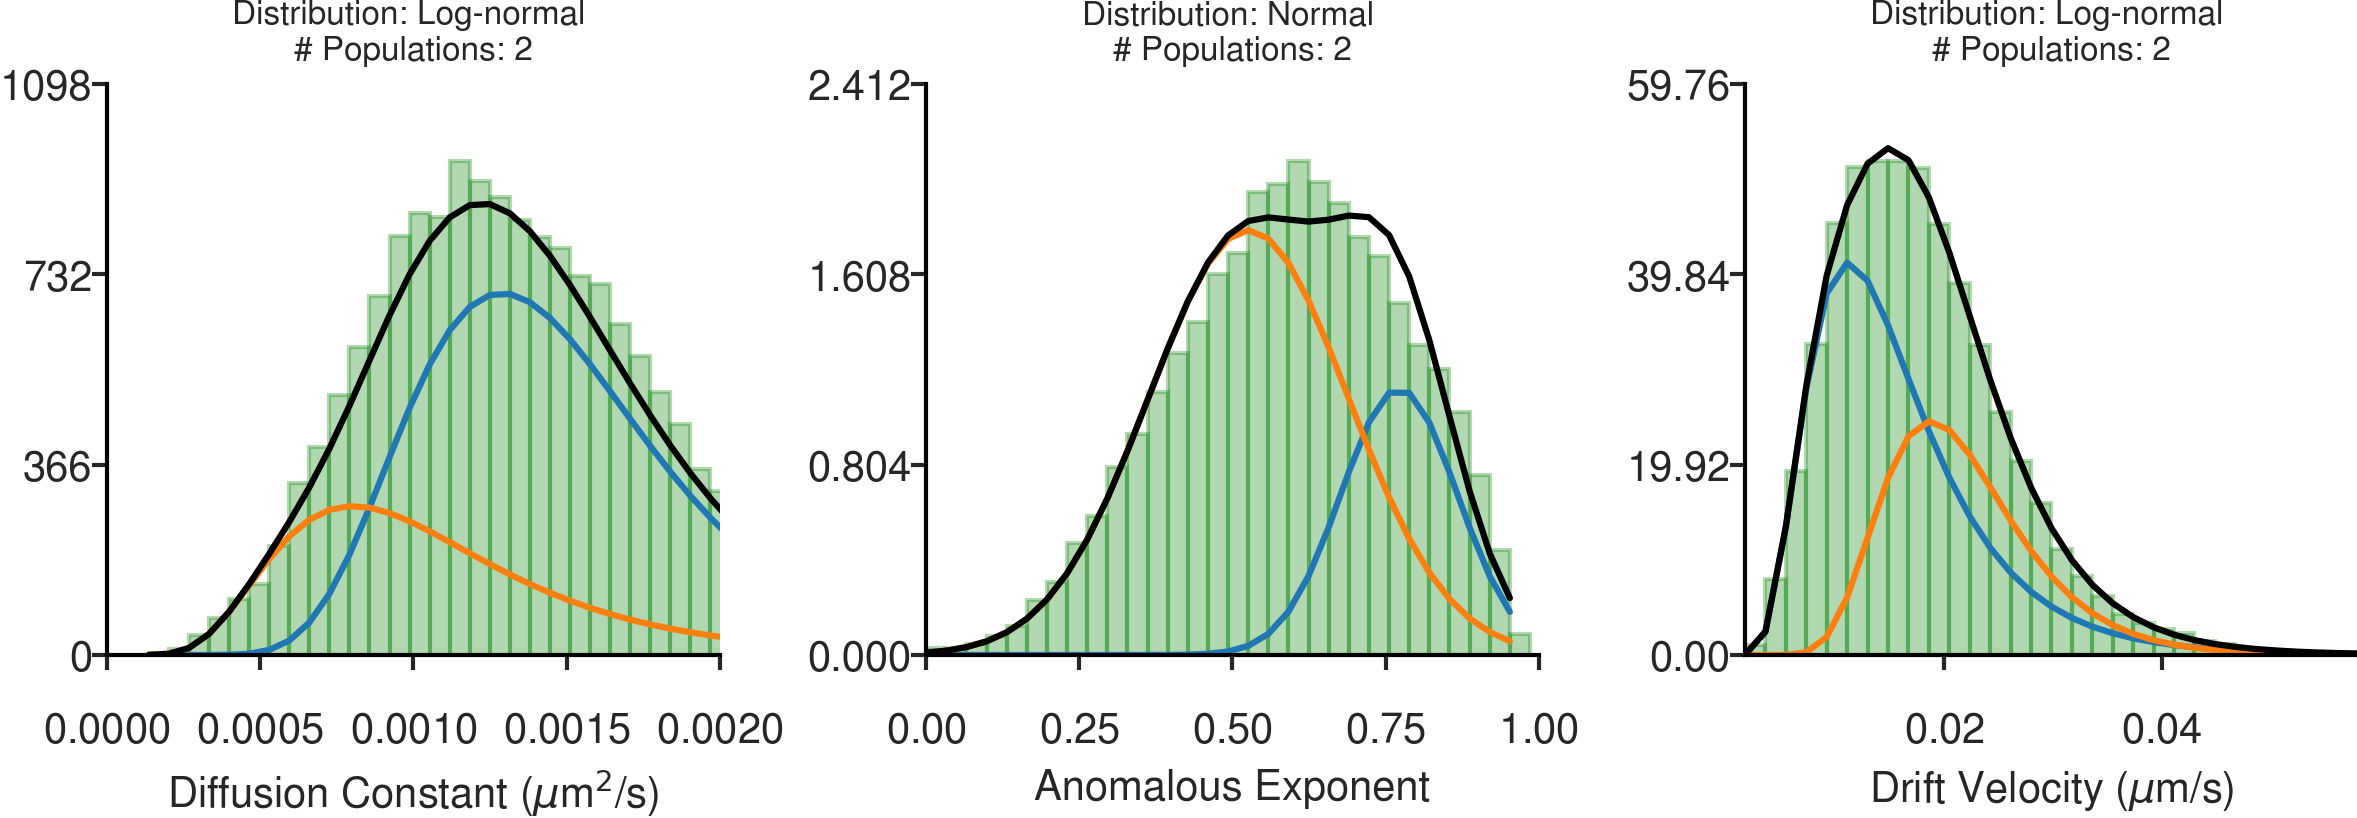 Distribution: Log-normal
# Populations: 2
1098
732
366
0
0.0000 0.0005 0.0010 0.0015 0.0020
Diffusion Constant (μm²/s)
Distribution: Normal
# Populations: 2
2.412
1.608
0.804
0.000
0.00 0.25 0.50 0.75 1.00
Anomalous Exponent
Distribution: Log-normal
# Populations: 2
59.76
39.84
19.92
0.00
0.02 0.04
Drift Velocity (μm/s)